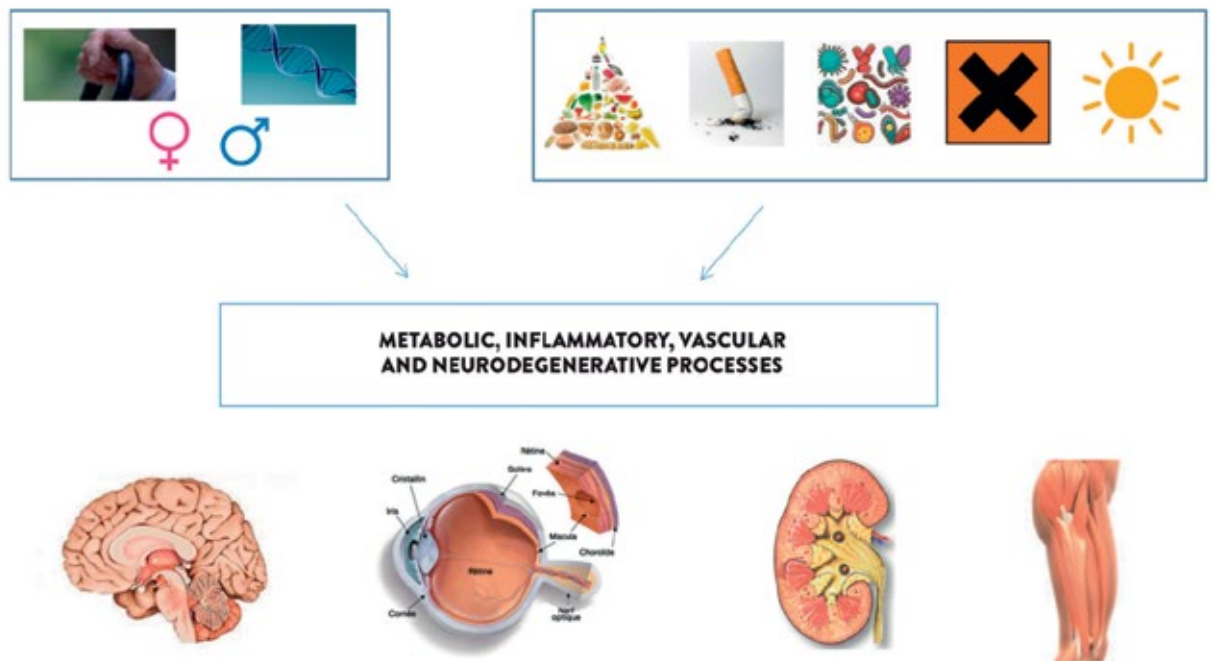 METABOLIC, INFLAMMATORY, VASCULAR
AND NEURODEGENERATIVE PROCESSES
Rétine
Sclère
Cristallin
Fovéa
Iris
Macula
Choroïde
Rétine
Cornée
Nerf
optique